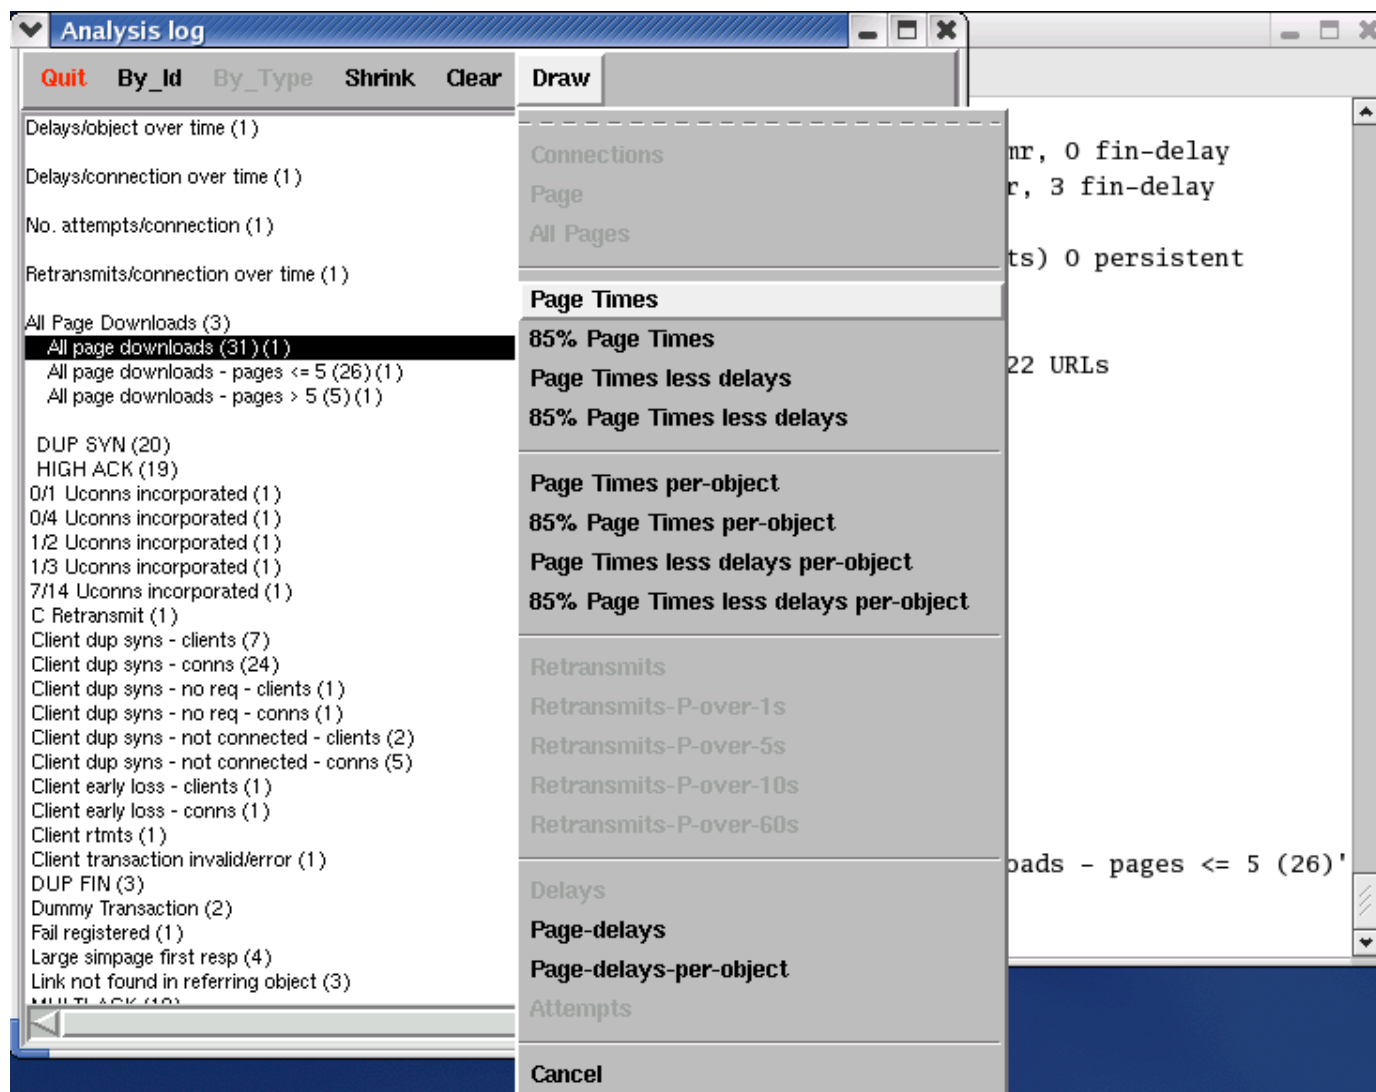 Analysis log
Quit By_Id By_Type Shrink Clear Draw
Delays/object over time (1)
Delays/connection over time (1)
No. attempts/connection (1)
Retransmits/connection over time (1)
All Page Downloads (3)
All page downloads (31) (1)
All page downloads - pages <= 5 (26) (1)
All page downloads - pages > 5 (5) (1)
DUP SYN (20)
HIGH ACK (19)
0/1 Uconns incorporated (1)
0/4 Uconns incorporated (1)
1/2 Uconns incorporated (1)
1/3 Uconns incorporated (1)
7/14 Uconns incorporated (1)
C Retransmit (1)
Client dup syns - clients (7)
Client dup syns - conns (24)
Client dup syns - no req - clients (1)
Client dup syns - no req - conns (1)
Client dup syns - not connected - clients (2)
Client dup syns - not connected - conns (5)
Client early loss - clients (1)
Client early loss - conns (1)
Client rtmts (1)
Client transaction invalid/error (1)
DUP FIN (3)
Dummy Transaction (2)
Fail registered (1)
Large simpage first resp (4)
Link not found in referring object (3)
Connections
Page
All Pages
Page Times
85% Page Times
Page Times less delays
85% Page Times less delays
Page Times per-object
85% Page Times per-object
Page Times less delays per-object
85% Page Times less delays per-object
Retransmits
Retransmits-P-over-1s
Retransmits-P-over-5s
Retransmits-P-over-10s
Retransmits-P-over-60s
Delays
Page-delays
Page-delays-per-object
Attempts
Cancel
mr, 0 fin-delay
r, 3 fin-delay
ts) 0 persistent
22 URLs
oads - pages <= 5 (26)'